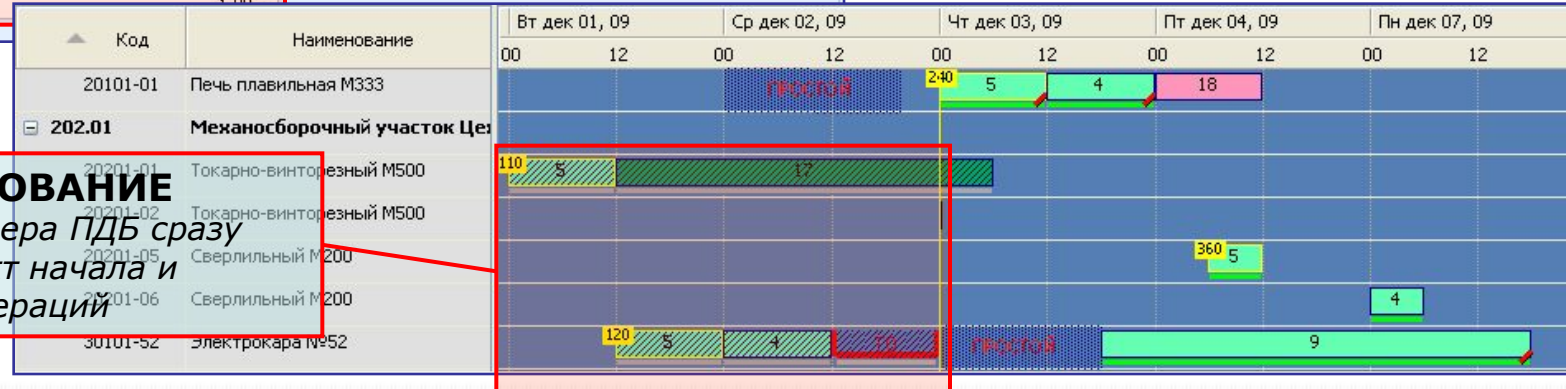 Код Наименование Вт дек 01, 09 Ср дек 02, 09 Чт дек 03, 09 Пт дек 04, 09 Пн дек 07, 09
00 12 00 12 00 12 00 12 00 12
20101-01 Печь плавильная М333 ПРОСТОЙ 240 5 4 18
202.01 Механосборочный участок Це
20201-01 Токарно-винторезный М500 110 5 17
20201-02 Токарно-винторезный М500
20201-05 Сверлильный М200 360 5
20201-06 Сверлильный М200 4
30101-52 Электрокара №52 120 5 4 ПРОСТОЙ 9
ОВАНИЕ
ера ПДБ сразу
т начала и
ераций